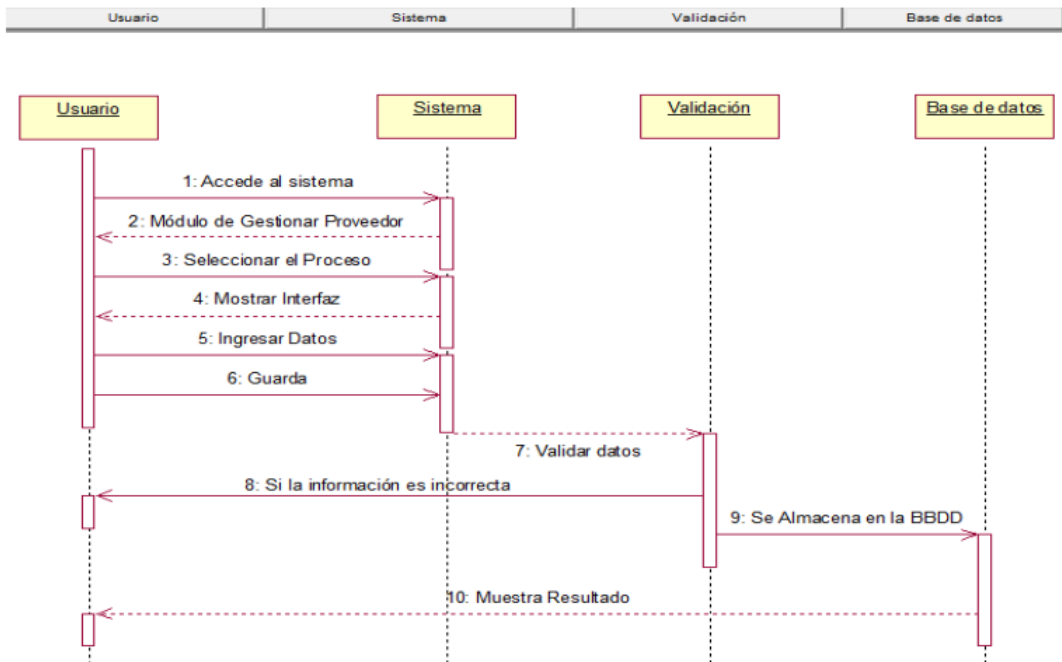 Usuario
Sistema
Validación
Base de datos
Usuario
Sistema
Validación
Base de datos
1: Accede al sistema
2: Módulo de Gestionar Proveedor
3: Seleccionar el Proceso
4: Mostrar Interfaz
5: Ingresar Datos
6: Guarda
7: Validar datos
8: Si la información es incorrecta
9: Se Almacena en la BBDD
10: Muestra Resultado